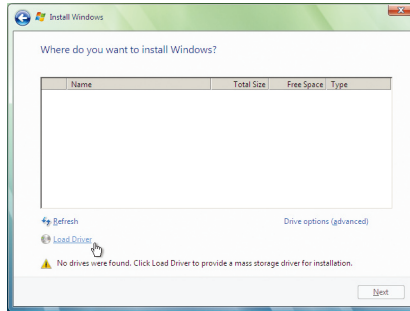 Install Windows
Where do you want to install Windows?
Name Total Size Free Space Type
Refresh Drive options (advanced)
Load Driver
No drives were found. Click Load Driver to provide a mass storage driver for installation.
Next